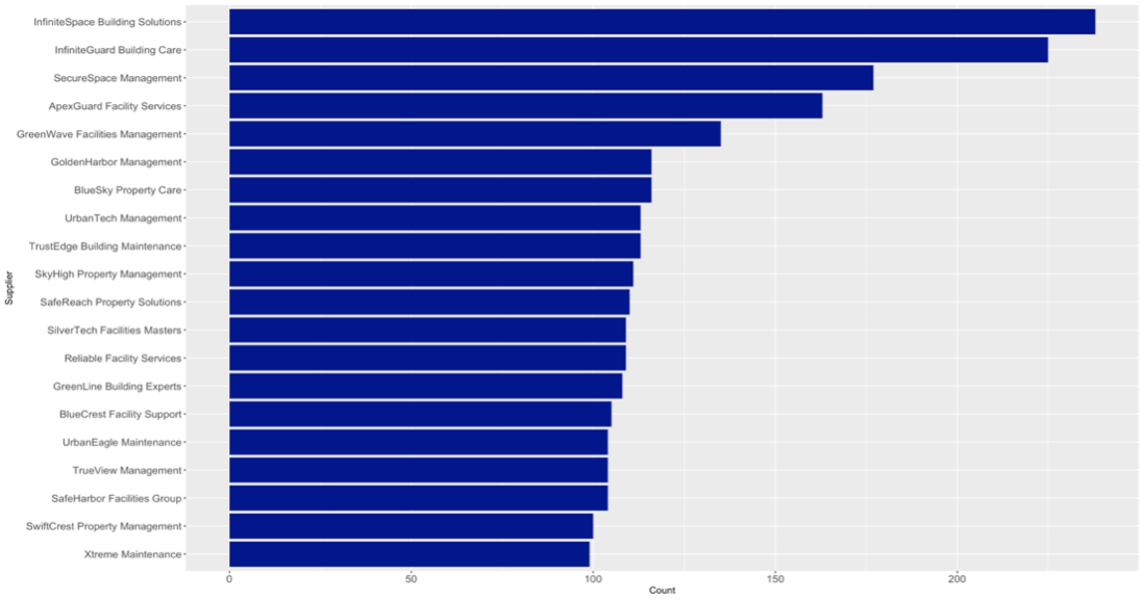 InfiniteSpace Building Solutions
InfiniteGuard Building Care
SecureSpace Management
ApexGuard Facility Services
GreenWave Facilities Management
GoldenHarbor Management
BlueSky Property Care
UrbanTech Management
TrustEdge Building Maintenance
SkyHigh Property Management
SafeReach Property Solutions
SilverTech Facilities Masters
Reliable Facility Services
GreenLine Building Experts
BlueCrest Facility Support
UrbanEagle Maintenance
TrueView Management
SafeHarbor Facilities Group
SwiftCrest Property Management
Xtreme Maintenance
Supplier
0 50 100 150 200
Count